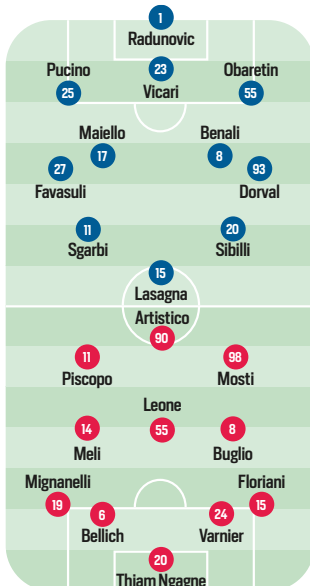 1
Radunovic
Pucino 23 Obaretin
25 Vicari 55
Maiello Benali
17 8
27 93
Favasuli Dorval
11 20
Sgarbi Sibilli
15
Lasagna
Artistico
90
11 98
Piscopo Mosti
Leone
14 55 8
Meli Buglio
Mignanelli Floriani
19 6 24 15
Bellich Varnier
20
Thiam Ngagne